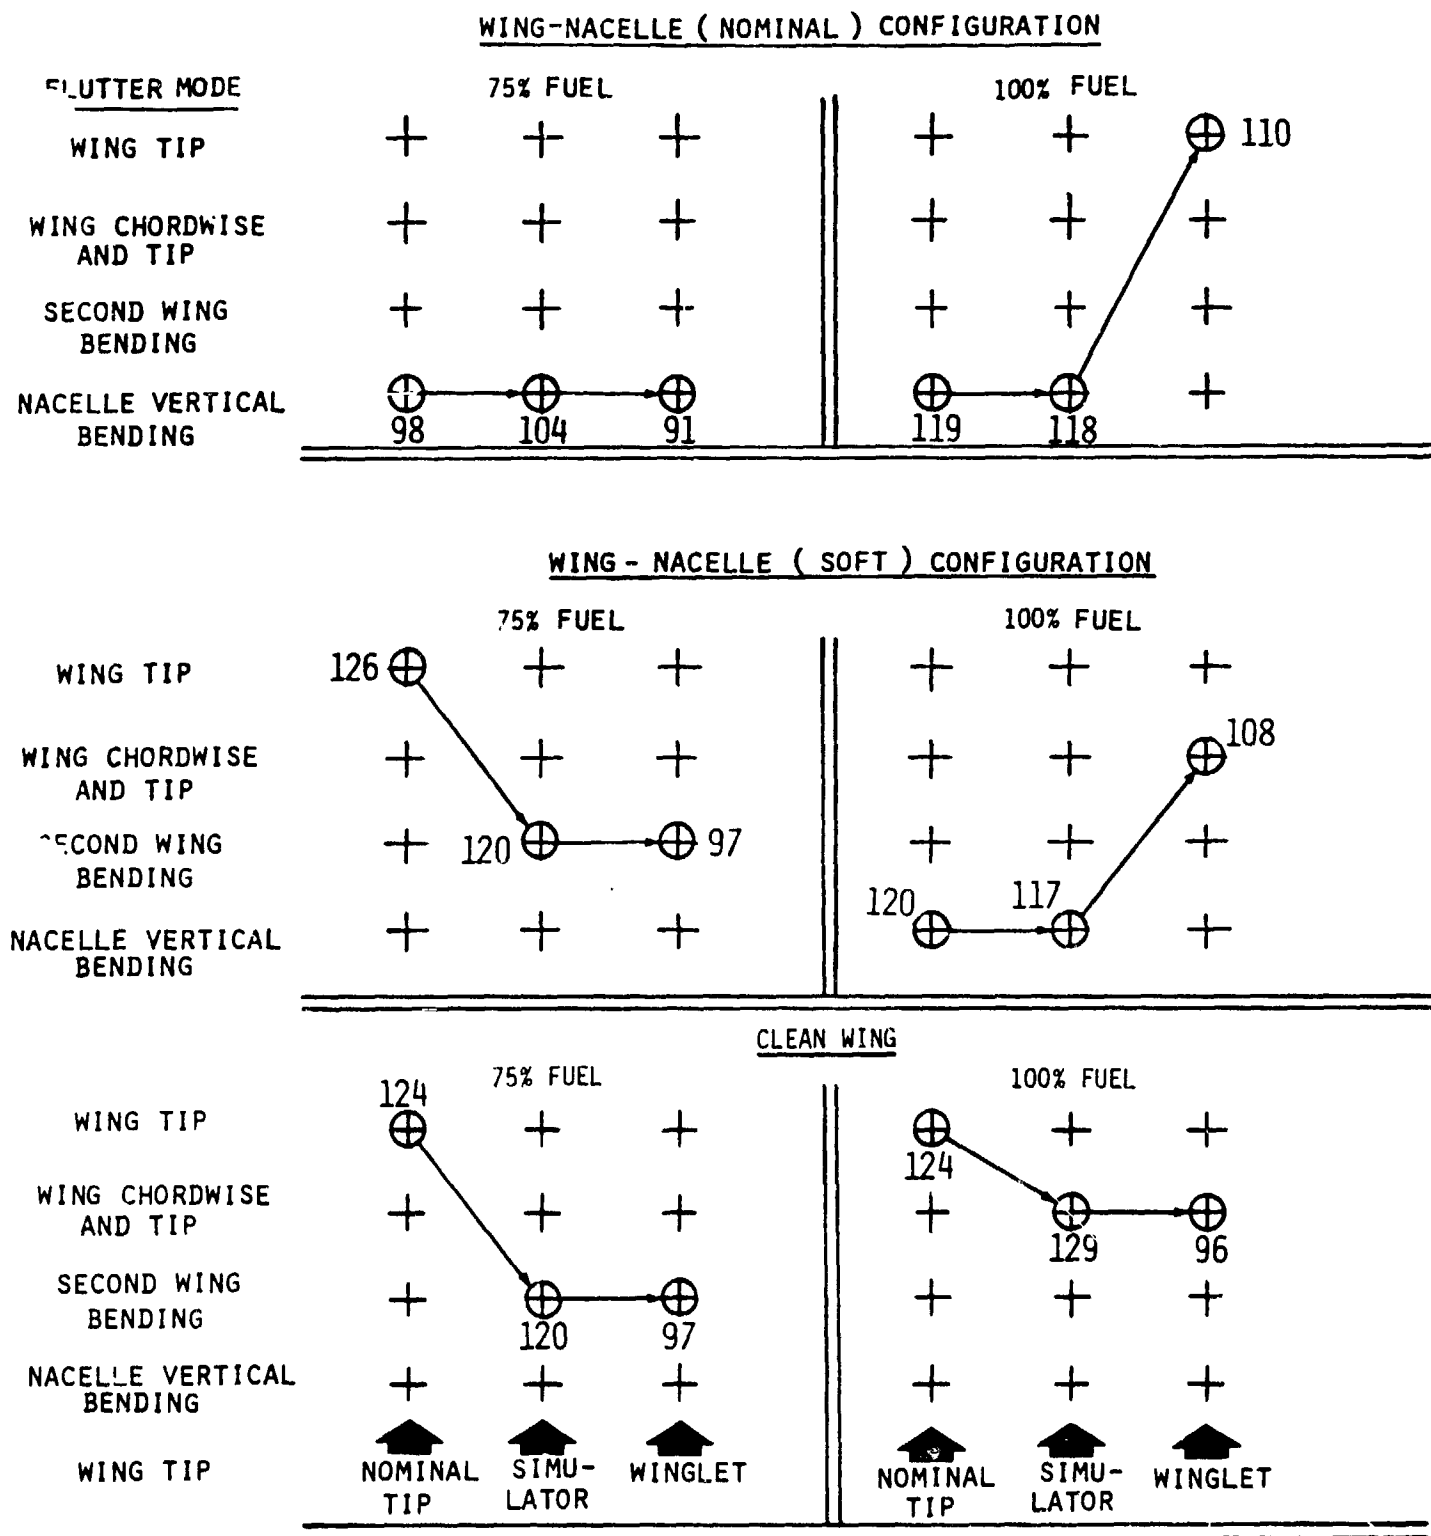 WING-NACELLE ( NOMINAL ) CONFIGURATION
FLUTTER MODE
75% FUEL
100% FUEL
WING TIP
110
WING CHORDWISE
AND TIP
SECOND WING
BENDING
NACELLE VERTICAL
BENDING
98
104
91
119
118
WING - NACELLE ( SOFT ) CONFIGURATION
75% FUEL
100% FUEL
WING TIP
126
WING CHORDWISE
AND TIP
108
SECOND WING
BENDING
120
97
NACELLE VERTICAL
BENDING
120
117
CLEAN WING
75% FUEL
100% FUEL
WING TIP
124
124
WING CHORDWISE
AND TIP
129
96
SECOND WING
BENDING
120
97
NACELLE VERTICAL
BENDING
WING TIP
NOMINAL
TIP
SIMU-
LATOR
WINGLET
NOMINAL
TIP
SIMU-
LATOR
WINGLET